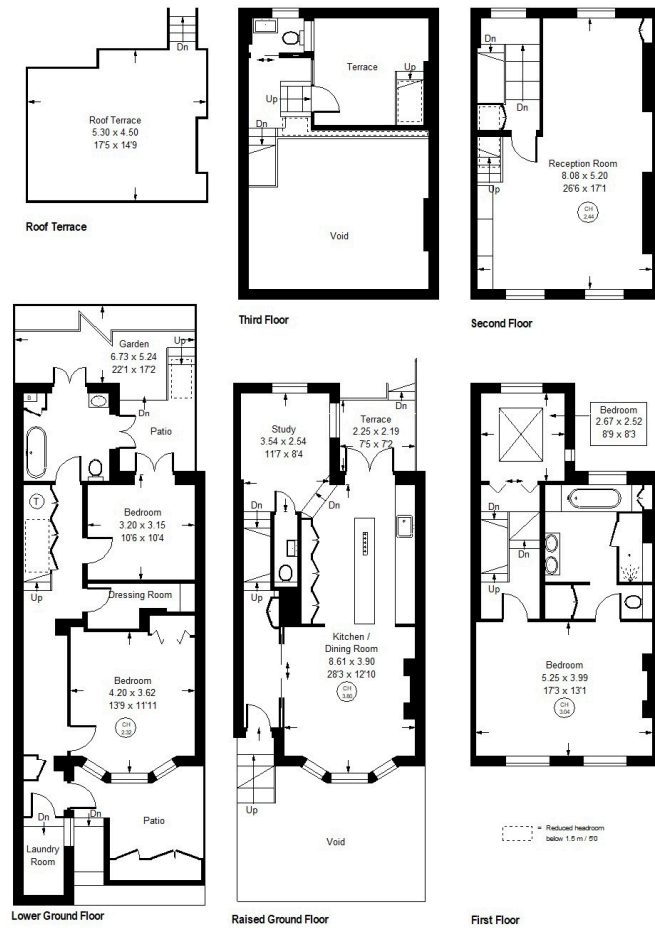 Dn
Roof Terrace
5.30 x 4.50
17'5 x 14'9
Roof Terrace
Terrace
Up
Up
Dn
Void
Third Floor
Dn
Reception Room
8.08 x 5.20
26'6 x 17'1
Up
CH
2.44
Second Floor
Garden
6.73 x 5.24
22'1 x 17'2
Up
B
Dn
Patio
T
Bedroom
3.20 x 3.15
10'6 x 10'4
Up
Dressing Room
Bedroom
4.20 x 3.62
13'9 x 11'11
CH
2.32
Dn
Dn
Patio
Laundry
Room
Lower Ground Floor
Study
3.54 x 2.54
11'7 x 8'4
Dn
Terrace
2.25 x 2.19
7'5 x 7'2
Dn
Dn
Up
Kitchen /
Dining Room
8.61 x 3.90
28'3 x 12'10
CH
Up
Void
Raised Ground Floor
Bedroom
2.67 x 2.52
8'9 x 8'3
Dn
Up
Bedroom
5.25 x 3.99
17'3 x 13'1
CH
3.04
= Reduced headroom
below 1.5 m / 5'0
First Floor